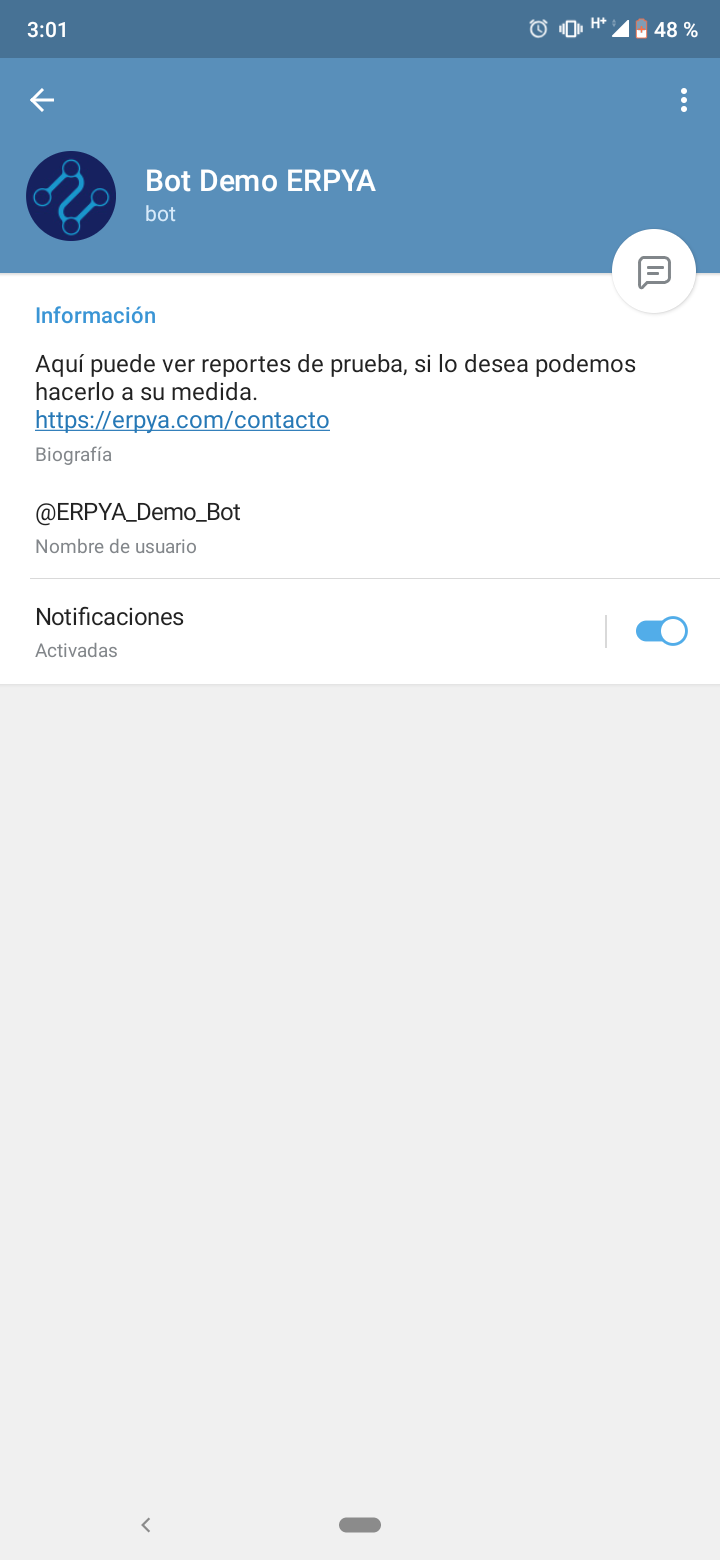 3:01
H+
48 %
Bot Demo ERPYA
bot
Información
Aquí puede ver reportes de prueba, si lo desea podemos
hacerlo a su medida.
https://erpya.com/contacto
Biografía
@ERPYA_Demo_Bot
Nombre de usuario
Notificaciones
Activadas